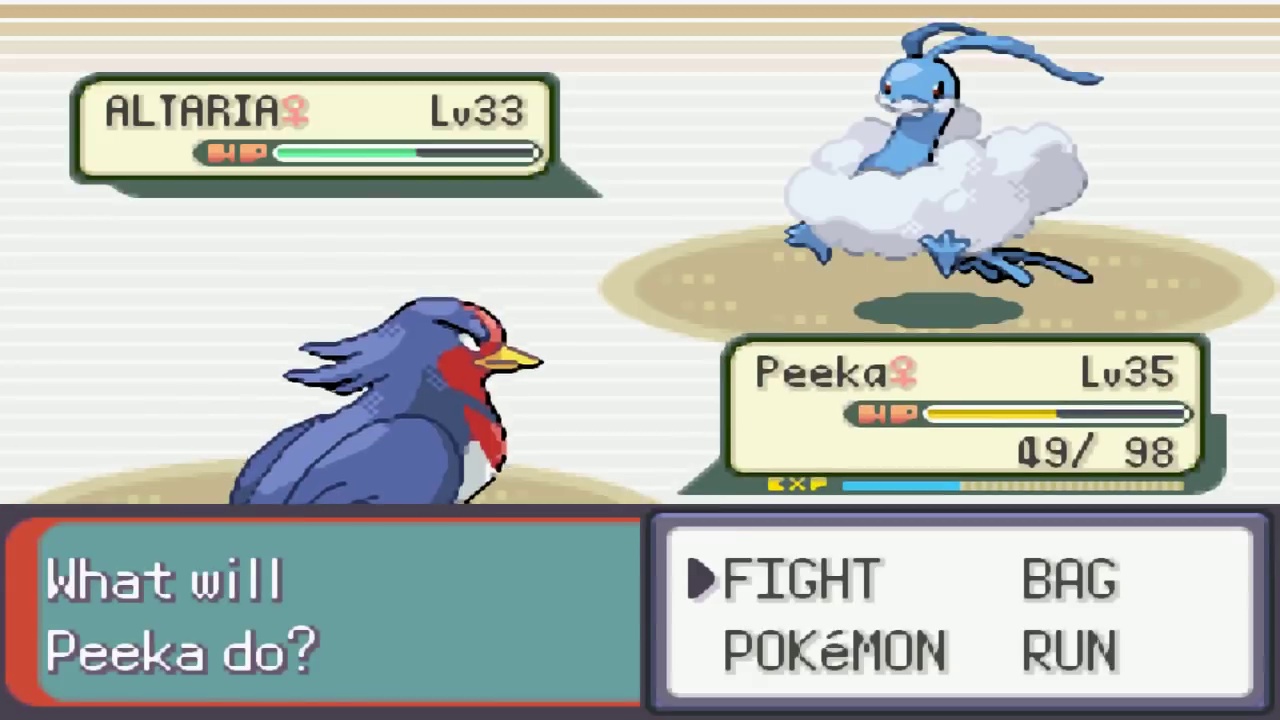 ALTARIA♀ Lv33
HP
Peeka♀ Lv35
HP
49/ 98
EXP
What will
Peeka do?
▶FIGHT BAG
POKéMON RUN